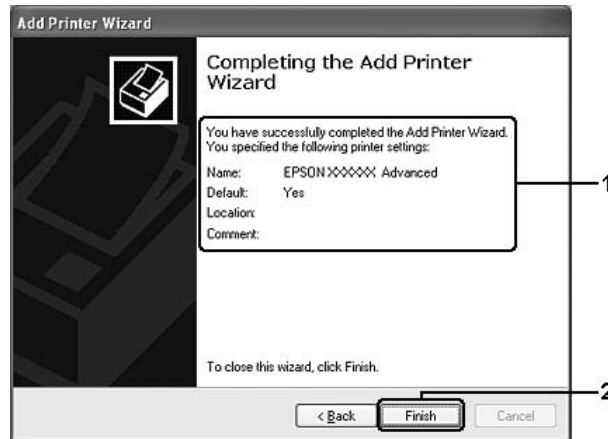 Add Printer Wizard
Completing the Add Printer
Wizard
You have successfully completed the Add Printer Wizard.
You specified the following printer settings:
Name: EPSON XXXXXX Advanced
Default: Yes
Location:
Comment:
1
To close this wizard, click Finish.
2
< Back Finish Cancel